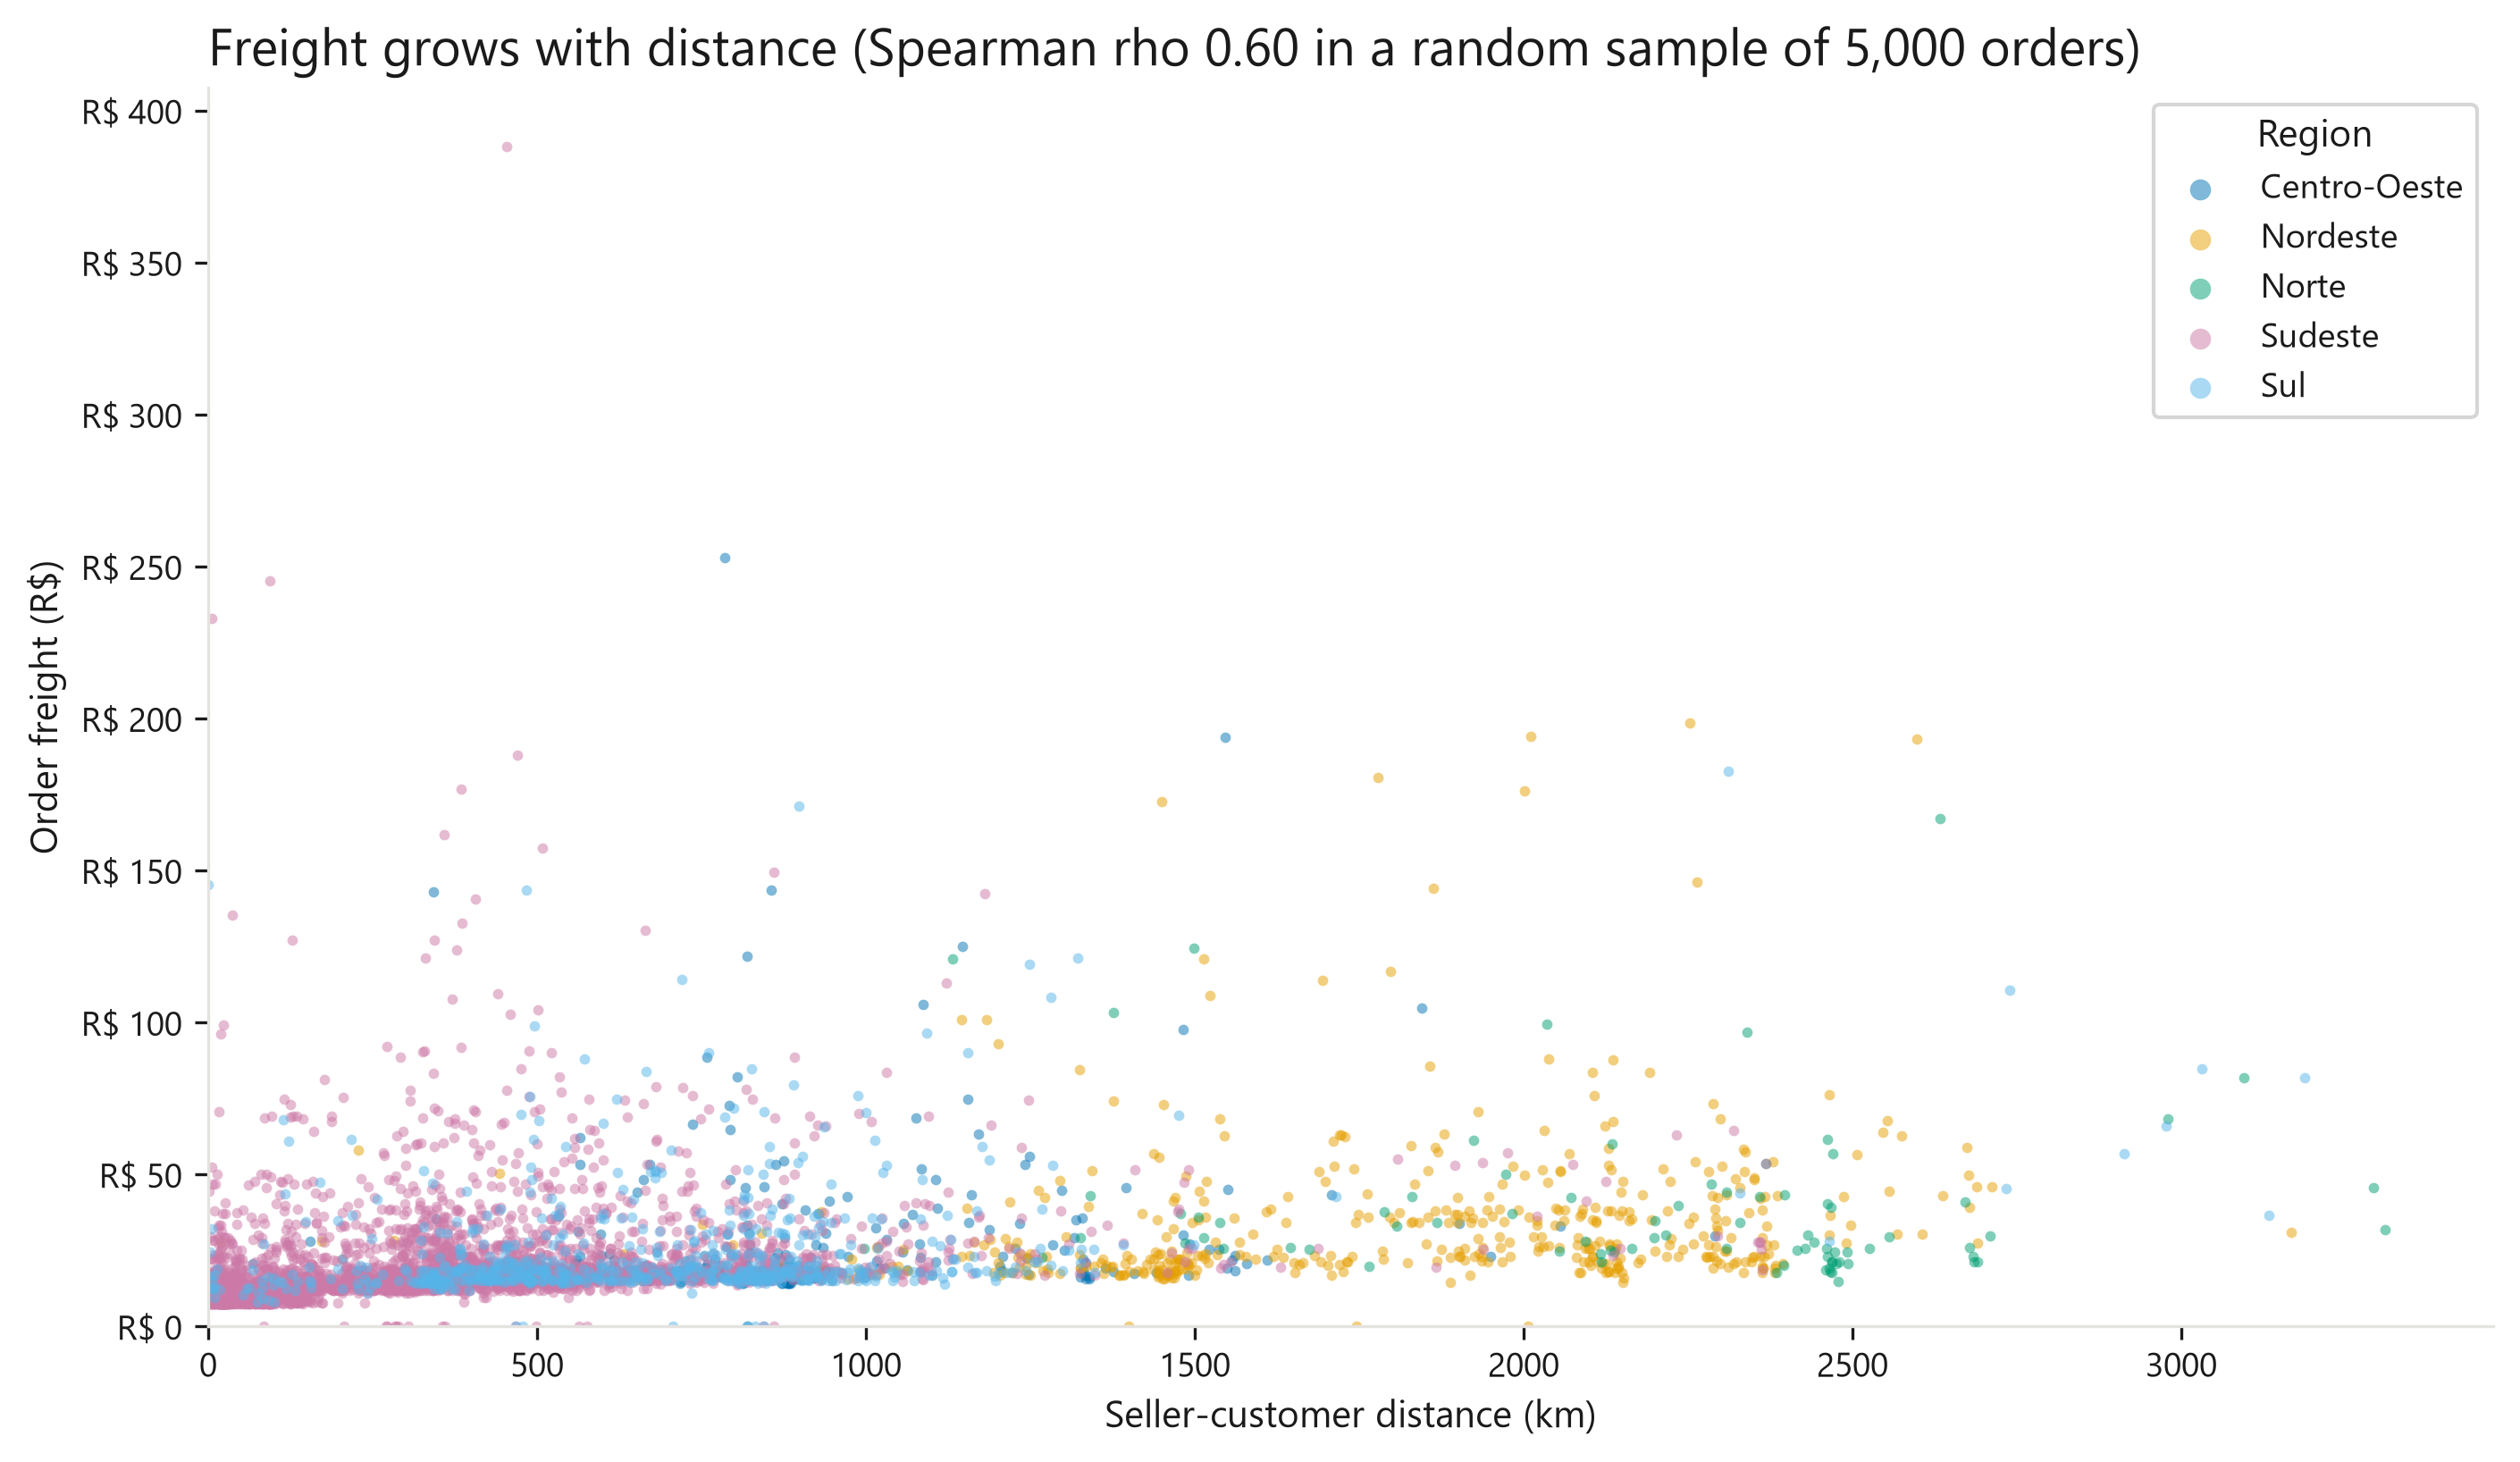 Freight grows with distance (Spearman rho 0.60 in a random sample of 5,000 orders)
R$ 400
R$ 350
R$ 300
R$ 250
R$ 200
R$ 150
R$ 100
R$ 50
R$ 0
Order freight (R$)
Region
Centro-Oeste
Nordeste
Norte
Sudeste
Sul
0 500 1000 1500 2000 2500 3000
Seller-customer distance (km)